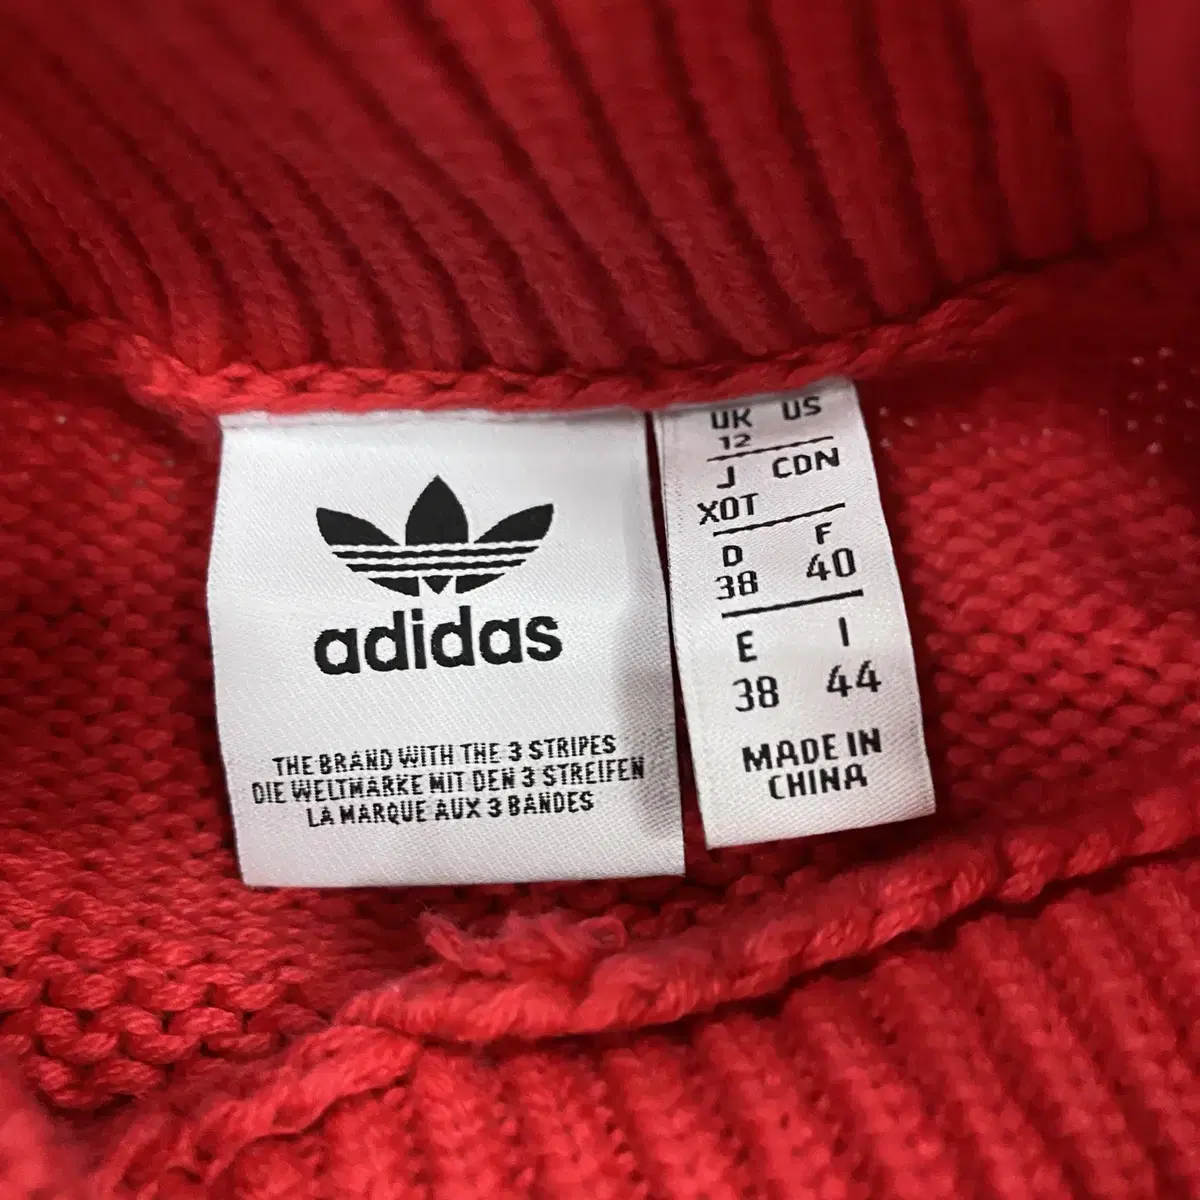 adidas
THE BRAND WITH THE 3 STRIPES
DIE WELTMARKE MIT DEN 3 STREIFEN
LA MARQUE AUX 3 BANDES
UK US
12
J CDN
XOT
D F
38 40
E I
38 44
MADE IN
CHINA